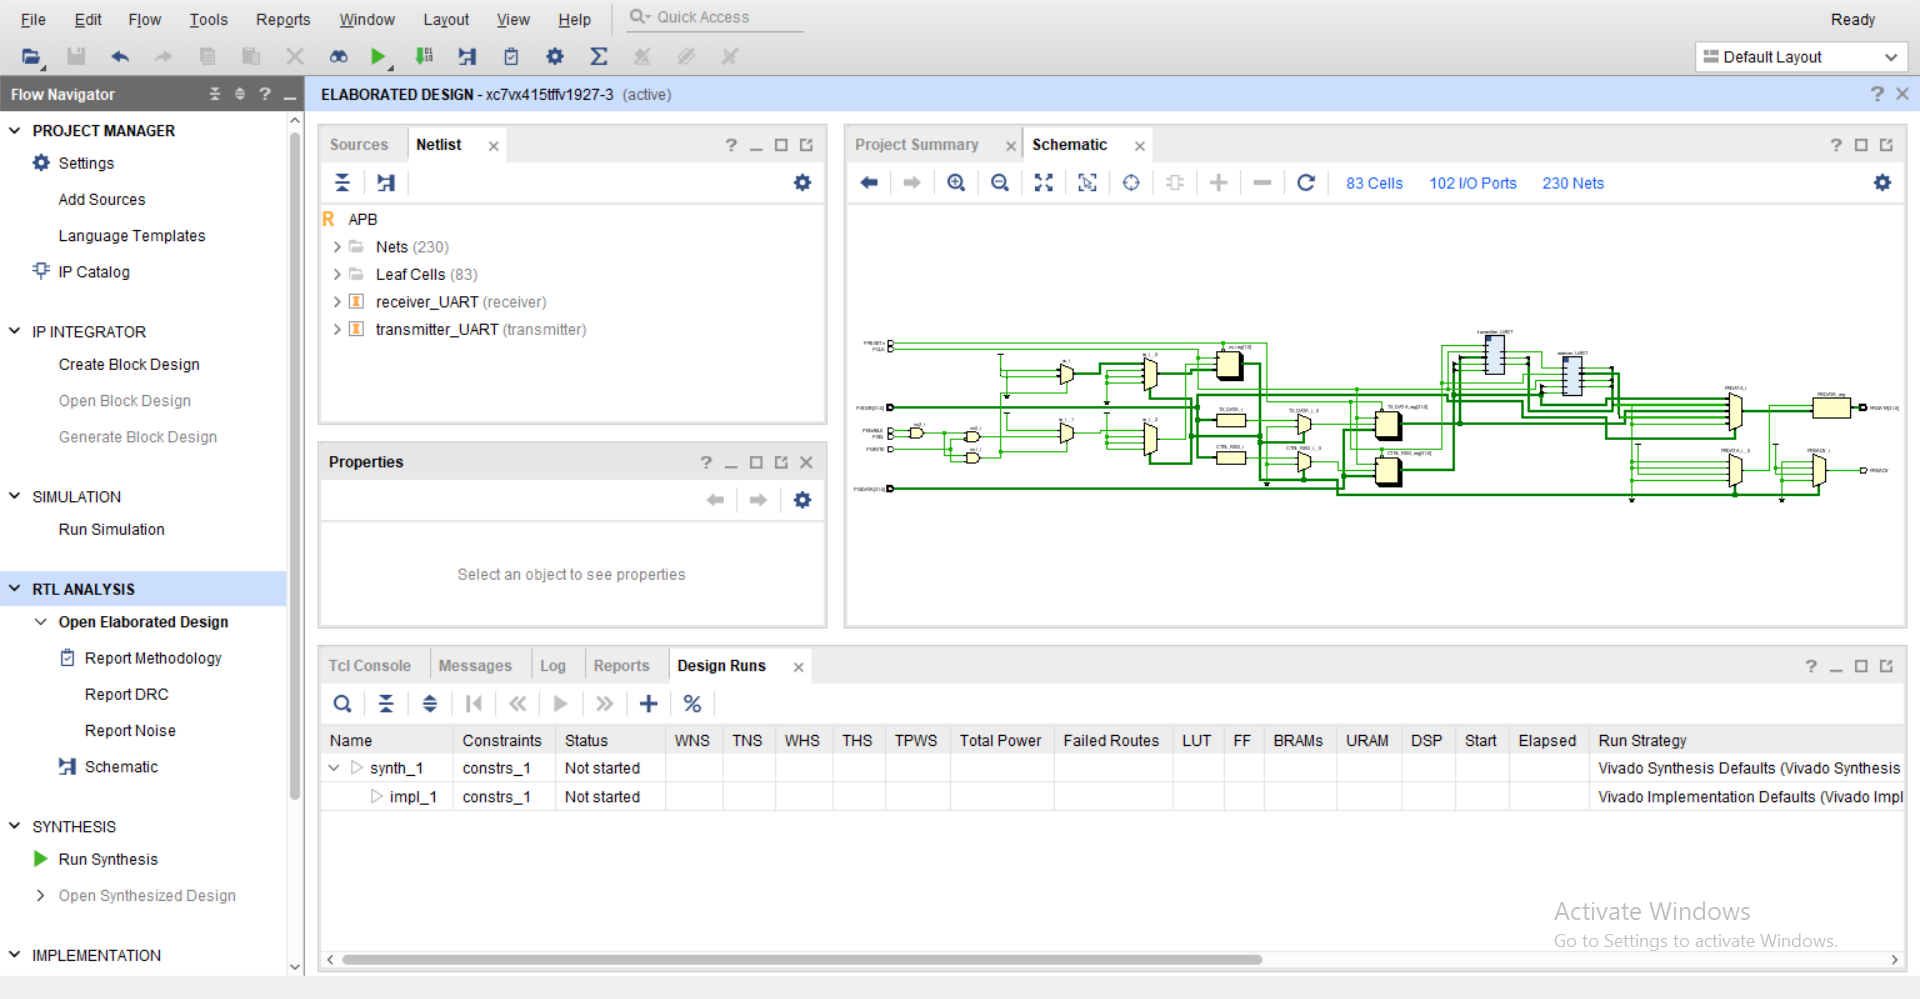 File Edit Flow Tools Reports Window Layout View Help Quick Access Ready
Default Layout
Flow Navigator
ELABORATED DESIGN - xc7vx415tffv1927-3 (active)
PROJECT MANAGER
Settings
Add Sources
Language Templates
IP Catalog
IP INTEGRATOR
Create Block Design
Open Block Design
Generate Block Design
SIMULATION
Run Simulation
RTL ANALYSIS
Open Elaborated Design
Report Methodology
Report DRC
Report Noise
Schematic
SYNTHESIS
Run Synthesis
Open Synthesized Design
IMPLEMENTATION
Sources Netlist
R APB
Nets (230)
Leaf Cells (83)
receiver_UART (receiver)
transmitter_UART (transmitter)
Properties
Select an object to see properties
Project Summary Schematic
83 Cells 102 I/O Ports 230 Nets
Tcl Console Messages Log Reports Design Runs
Name Constraints Status WNS TNS WHS THS TPWS Total Power Failed Routes LUT FF BRAMs URAM DSP Start Elapsed Run Strategy
synth_1 constrs_1 Not started Vivado Synthesis Defaults (Vivado Synthesis
impl_1 constrs_1 Not started Vivado Implementation Defaults (Vivado Impl
Activate Windows
Go to Settings to activate Windows.